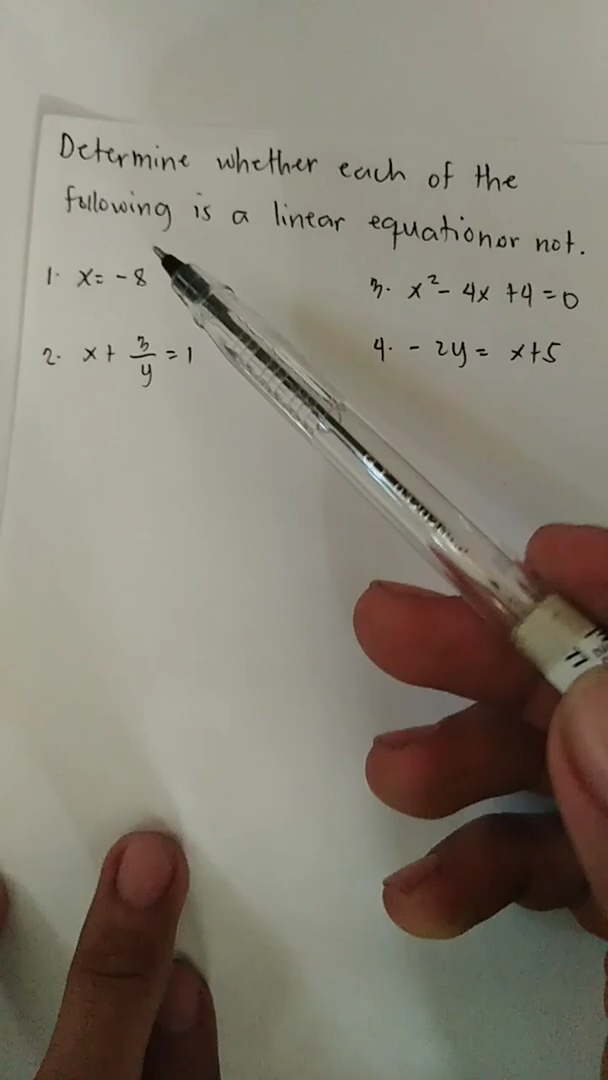 Determine whether each of the
following is a linear equation or not.
1. x = -8
2. x + 3/y = 1
3. x² - 4x + 4 = 0
4. - 2y = x+5